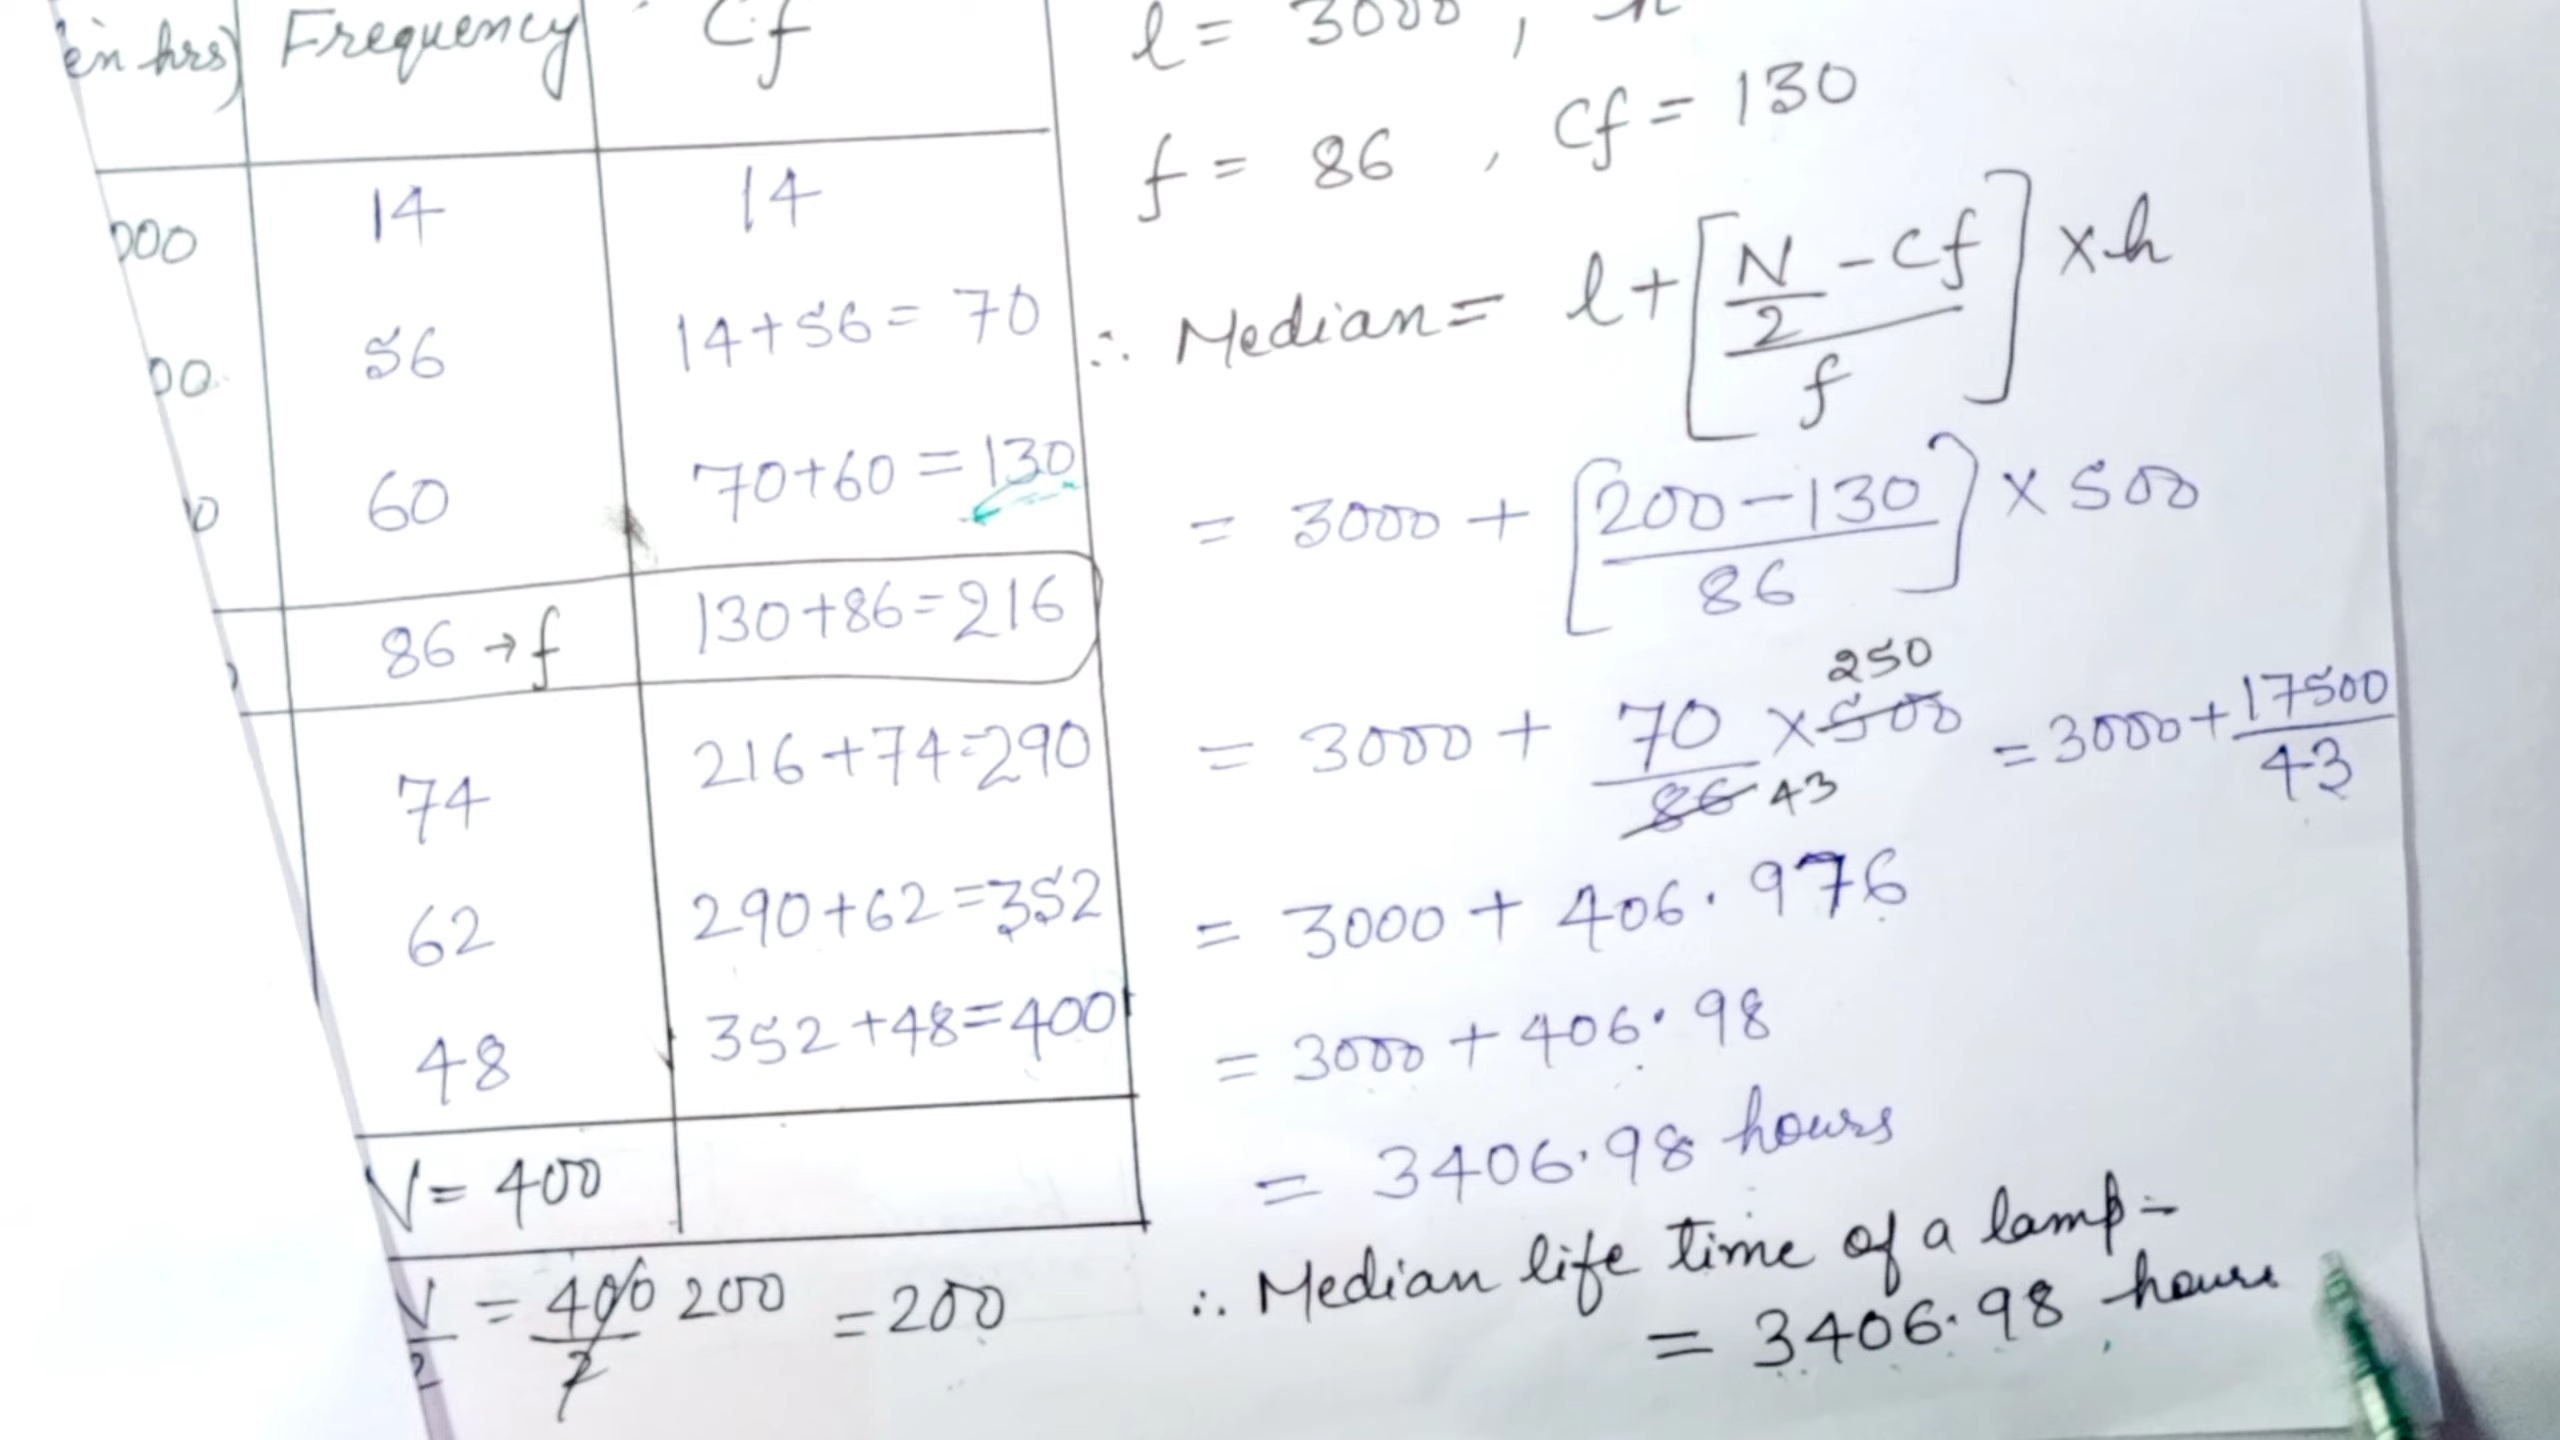 in hrs) Frequency Cf
000 14 14
00 56 14+56= 70
0 60 70+60=130
86→f 130+86=216
74 216+74=290
62 290+62=352
48 352+48=400
N= 400
N/2 = 400/2 200 =200
l= 3000,
f= 86, Cf=130
∴ Median= l+[(N/2-Cf)/f]×h
= 3000+[(200-130)/86]×500
= 3000+ 70/86 43 ×500 250 =3000+17500/43
= 3000+406.976
= 3000+406.98
= 3406.98 hours
∴ Median life time of a lamp=
= 3406.98 hours